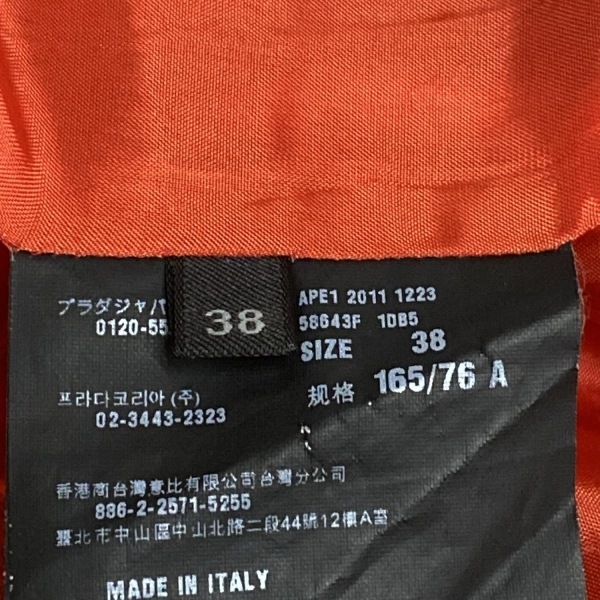 プラダジャパ
0120-55
38
APE1 2011 1223
58643F 1DB5
SIZE 38
规格 165/76 A
프라다코리아 (주)
02-3443-2323
香港商台灣意比有限公司台灣分公司
886-2-2571-5255
臺北市中山區中山北路二段44號12樓A室
MADE IN ITALY